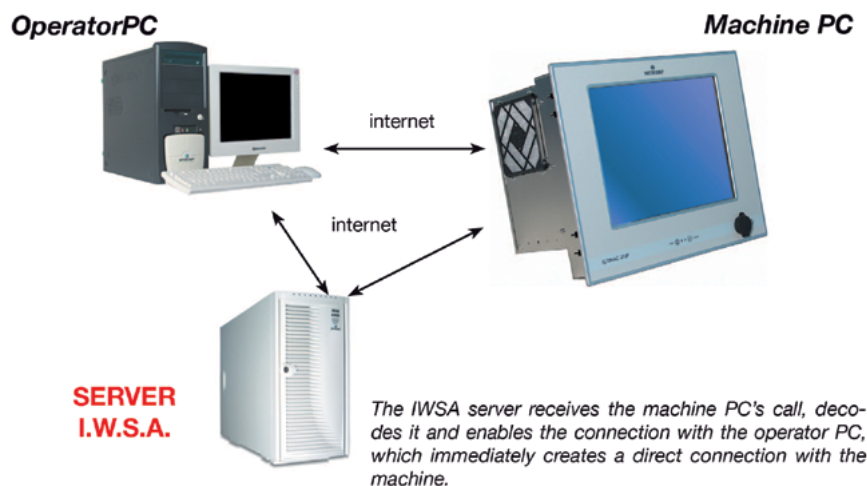 OperatorPC
Machine PC
internet
internet
SERVER
I.W.S.A.
The IWSA server receives the machine PC's call, deco-
des it and enables the connection with the operator PC,
which immediately creates a direct connection with the
machine.